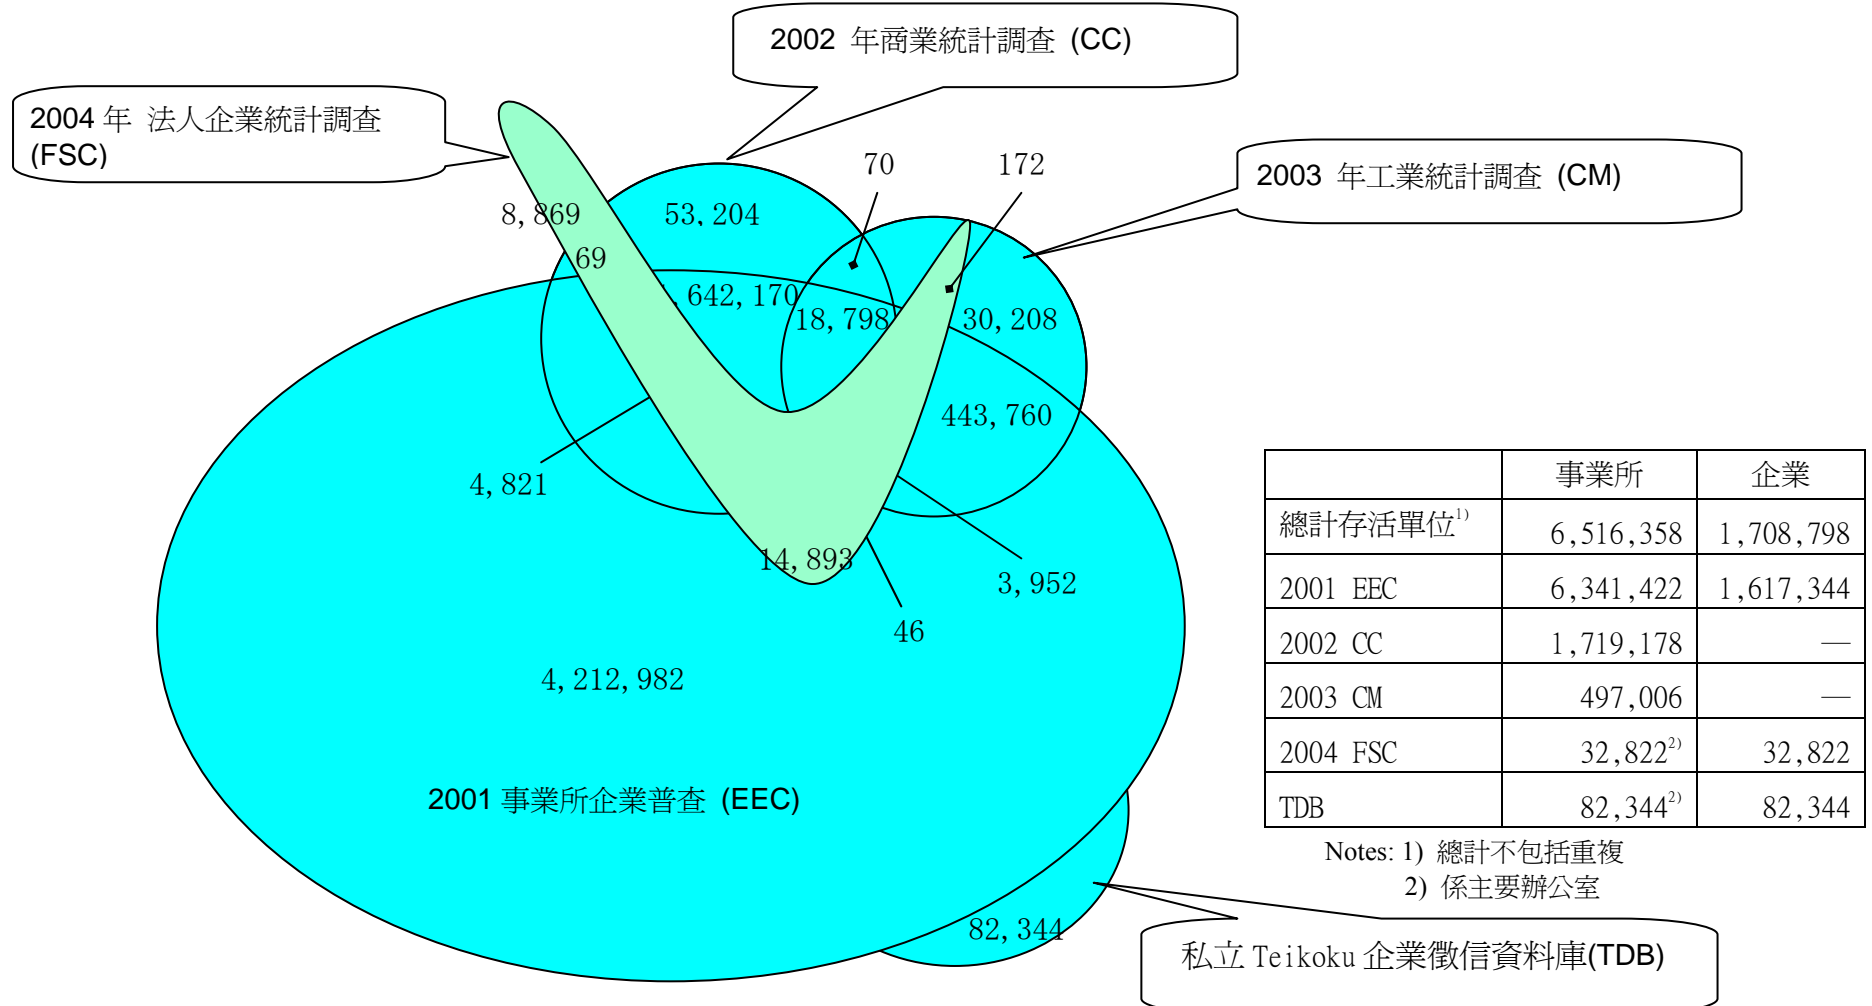 2002 年商業統計調查 (CC)
2004 年 法人企業統計調查
(FSC)
2003 年工業統計調查 (CM)
70
172
8,869
53,204
69
,642,170
18,798
30,208
443,760
4,821
14,893
3,952
46
4,212,982
2001 事業所企業普查 (EEC)
82,344
私立 Teikoku 企業徵信資料庫(TDB)
事業所 企業
總計存活單位1) 6,516,358 1,708,798
2001 EEC 6,341,422 1,617,344
2002 CC 1,719,178 —
2003 CM 497,006 —
2004 FSC 32,8222) 32,822
TDB 82,3442) 82,344
Notes: 1) 總計不包括重複
2) 係主要辦公室